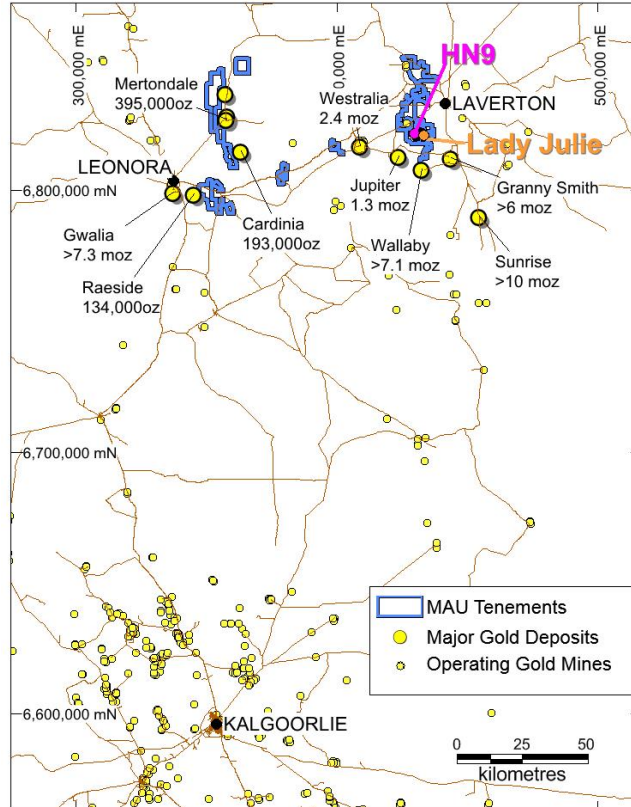 300,000 mE
0,000 mE
500,000 mE
HN9
Mertondale
395,000oz
Westralia
2.4 moz
LAVERTON
Lady Julie
LEONORA
6,800,000 mN
Jupiter
1.3 moz
Granny Smith
>6 moz
Cardinia
193,000oz
Gwalia
>7.3 moz
Wallaby
>7.1 moz
Sunrise
>10 moz
Raeside
134,000oz
6,700,000 mN
MAU Tenements
Major Gold Deposits
Operating Gold Mines
6,600,000 mN
KALGOORLIE
0 25 50
kilometres